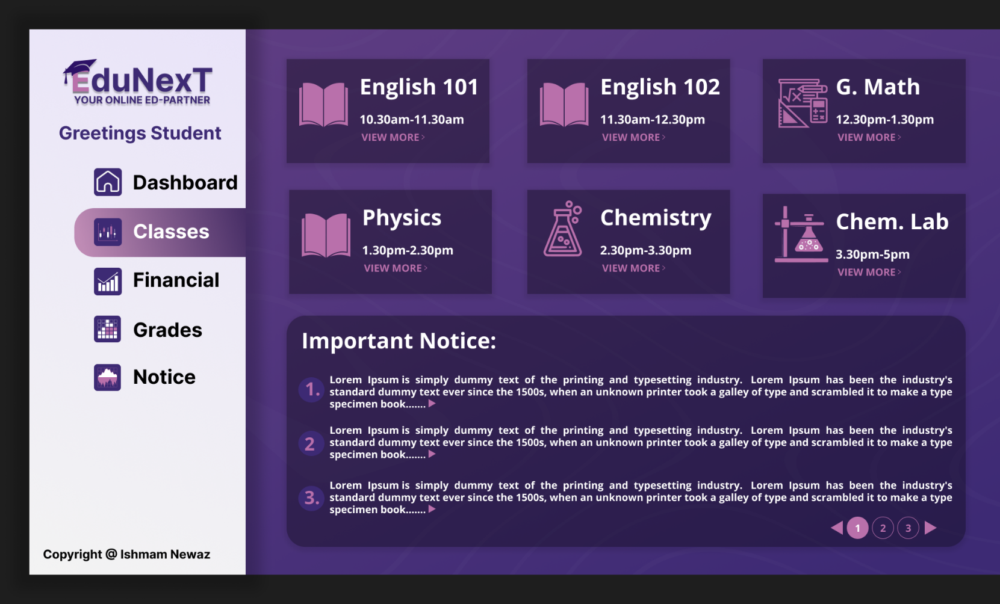 EduNexT
YOUR ONLINE ED-PARTNER
Greetings Student
Dashboard
Classes
Financial
Grades
Notice
Copyright @ Ishmam Newaz
English 101
10.30am-11.30am
VIEW MORE >
English 102
11.30am-12.30pm
VIEW MORE >
G. Math
12.30pm-1.30pm
VIEW MORE >
Physics
1.30pm-2.30pm
VIEW MORE >
Chemistry
2.30pm-3.30pm
VIEW MORE >
Chem. Lab
3.30pm-5pm
VIEW MORE >
Important Notice:
1.
Lorem Ipsum is simply dummy text of the printing and typesetting industry. Lorem Ipsum has been the industry's
standard dummy text ever since the 1500s, when an unknown printer took a galley of type and scrambled it to make a type
specimen book.......
2
Lorem Ipsum is simply dummy text of the printing and typesetting industry. Lorem Ipsum has been the industry's
standard dummy text ever since the 1500s, when an unknown printer took a galley of type and scrambled it to make a type
specimen book.......
3.
Lorem Ipsum is simply dummy text of the printing and typesetting industry. Lorem Ipsum has been the industry's
standard dummy text ever since the 1500s, when an unknown printer took a galley of type and scrambled it to make a type
specimen book.......
1 2 3